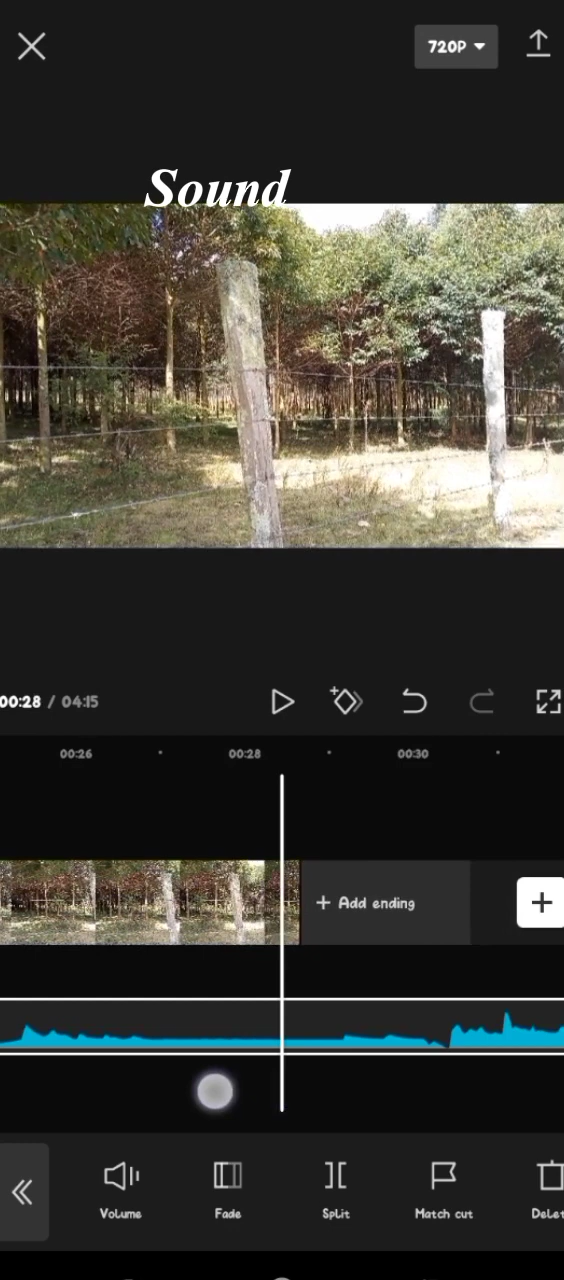 720P
Sound
00:28 / 04:15
00:26 00:28 00:30
+ Add ending
Volume Fade Split Match cut Delet